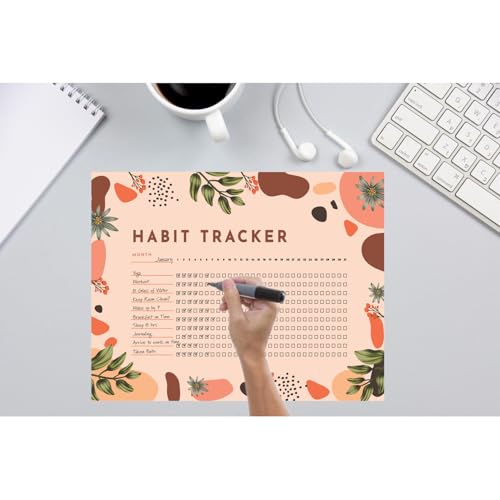 HABIT TRACKER
MONTH January
Yoga
Workout
8 Glasses of Water
Keep Room Clean!!
Wake up by 7
Breakfast on Time
Sleep 8 hrs
Journaling
Arrive to work on time
Take Bath